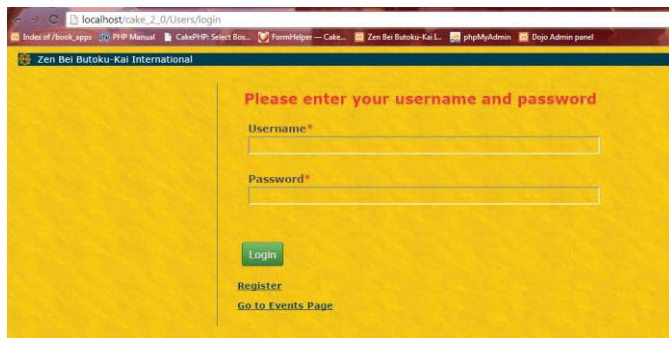 localhost/cake_2_0/Users/login
Index of /book_apps PHP Manual CakePHP: Select Box... FormHelper — Cake... Zen Bei Butoku-Kai I... phpMyAdmin Dojo Admin panel
Zen Bei Butoku-Kai International
Please enter your username and password
Username*
Password*
Login
Register
Go to Events Page